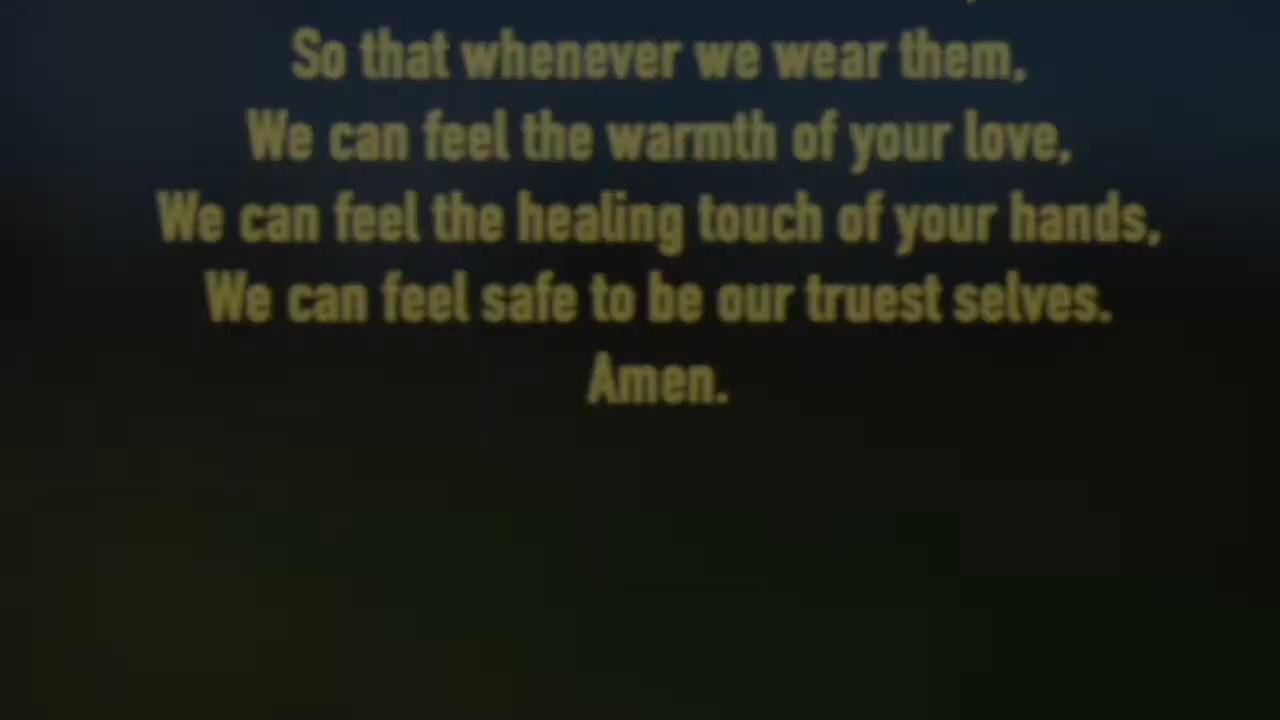 So that whenever we wear them,
We can feel the warmth of your love,
We can feel the healing touch of your hands,
We can feel safe to be our truest selves.
Amen.